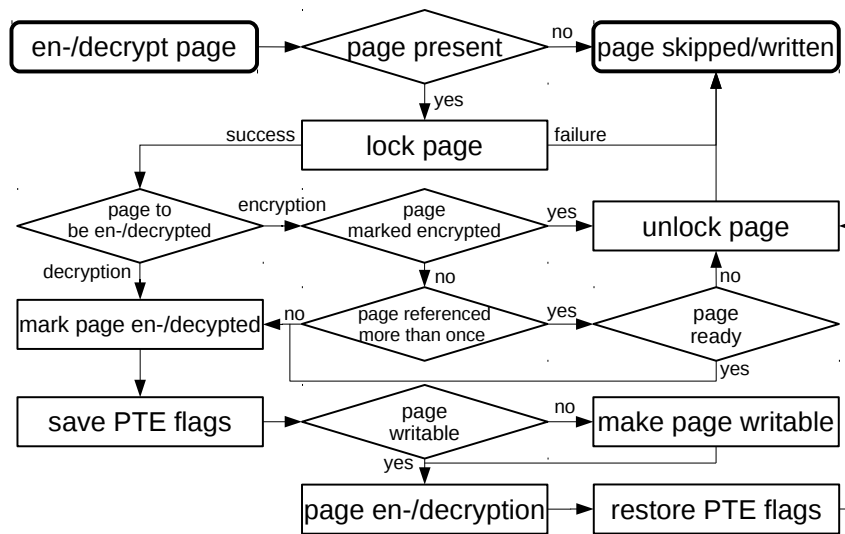 en-/decrypt page
page present
no
page skipped/written
yes
success
lock page
failure
page to
be en-/decrypted
encryption
page
marked encrypted
yes
unlock page
decryption
no
no
mark page en-/decypted
no
page referenced
more than once
yes
page
ready
yes
save PTE flags
page
writable
no
make page writable
yes
page en-/decryption
restore PTE flags